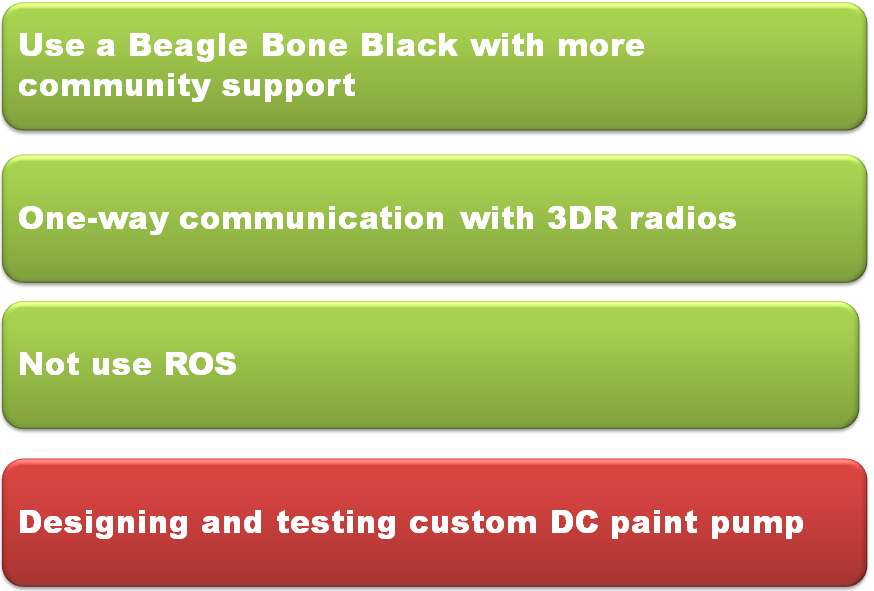 Use a Beagle Bone Black with more
community support
One-way communication with 3DR radios
Not use ROS
Designing and testing custom DC paint pump